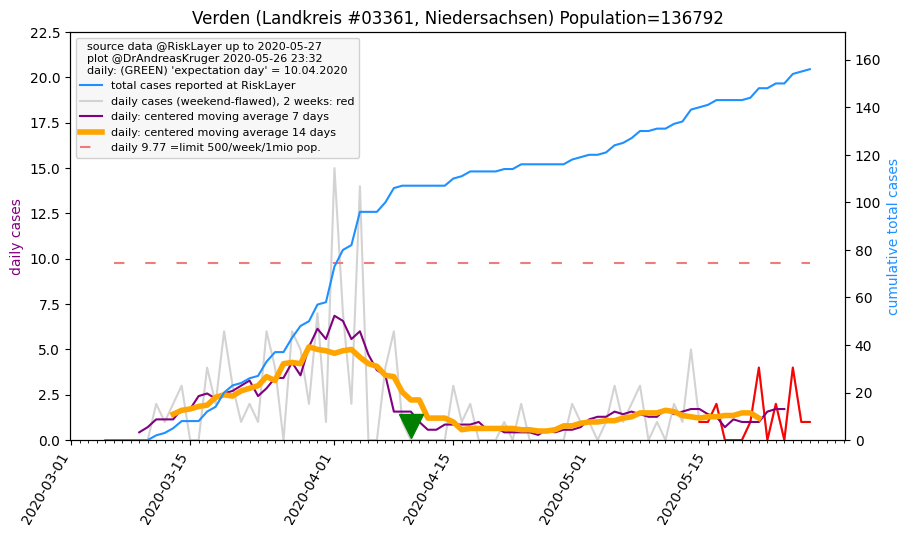 Verden (Landkreis #03361, Niedersachsen) Population=136792
source data @RiskLayer up to 2020-05-27
plot @DrAndreasKruger 2020-05-26 23:32
daily: (GREEN) 'expectation day' = 10.04.2020
total cases reported at RiskLayer
daily cases (weekend-flawed), 2 weeks: red
daily: centered moving average 7 days
daily: centered moving average 14 days
daily 9.77 =limit 500/week/1mio pop.
daily cases
22.5
20.0
17.5
15.0
12.5
10.0
7.5
5.0
2.5
0.0
160
140
120
100
80
60
40
20
0
cumulative total cases
2020-03-01
2020-03-15
2020-04-01
2020-04-15
2020-05-01
2020-05-15